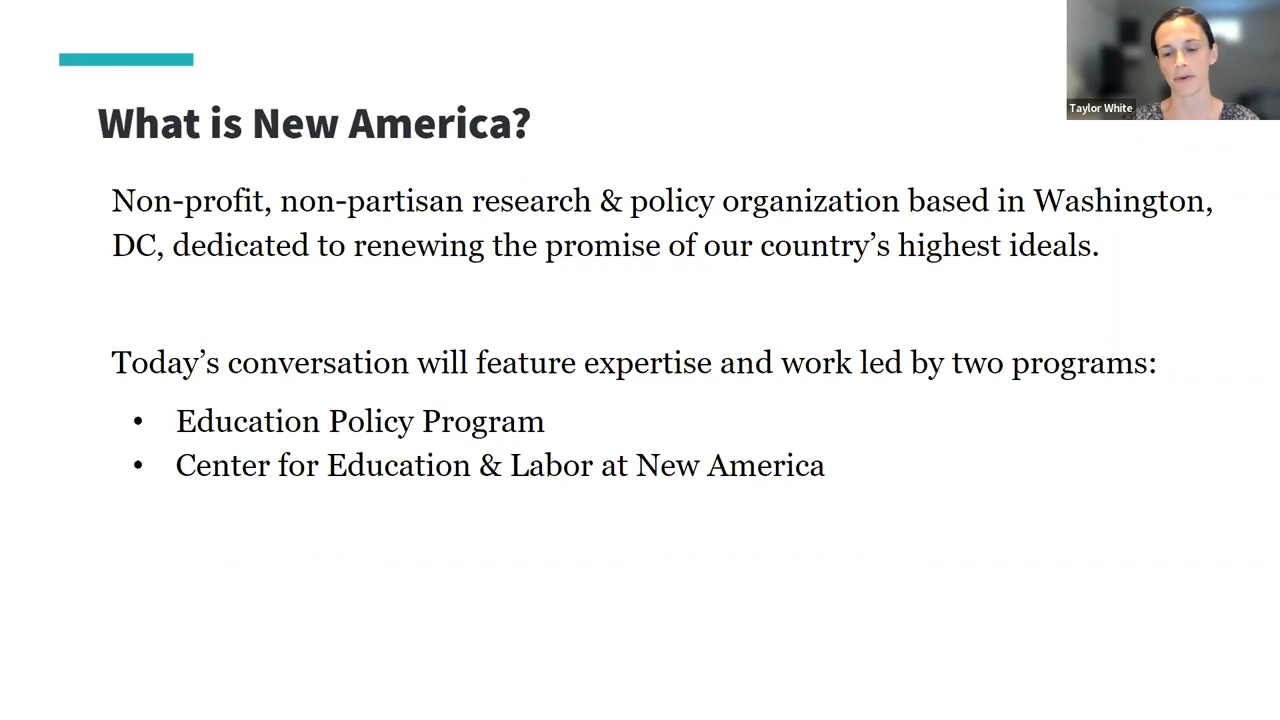 Taylor White
What is New America?
Non-profit, non-partisan research & policy organization based in Washington,
DC, dedicated to renewing the promise of our country’s highest ideals.
Today’s conversation will feature expertise and work led by two programs:
• Education Policy Program
• Center for Education & Labor at New America